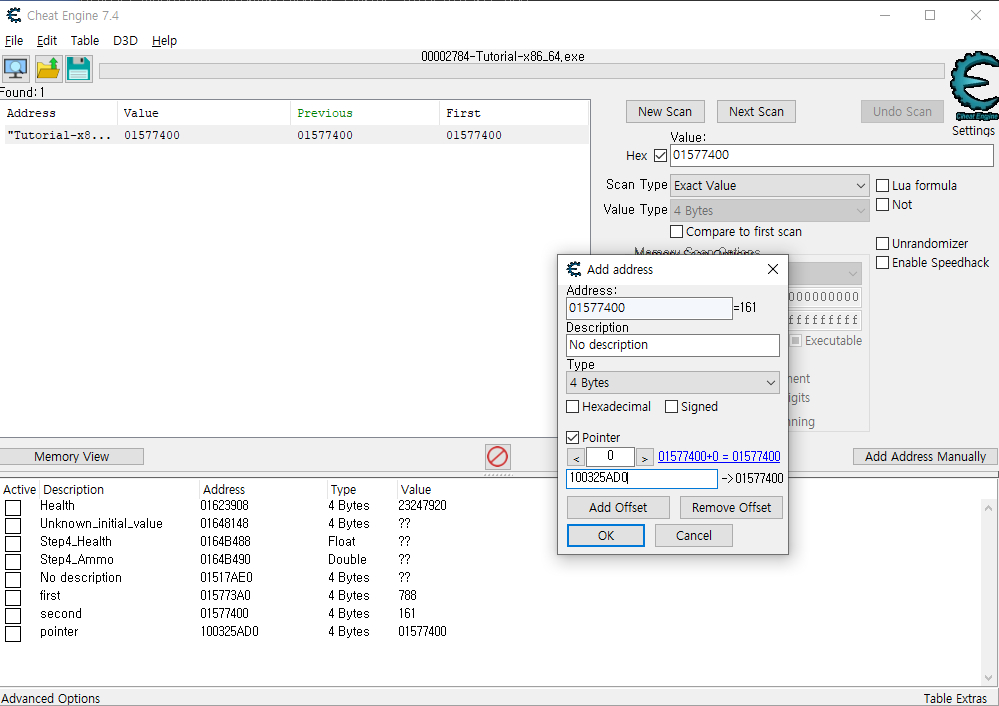 Cheat Engine 7.4
File Edit Table D3D Help
00002784-Tutorial-x86_64.exe
Found:1
Address Value Previous First
"Tutorial-x8... 01577400 01577400 01577400
New Scan Next Scan Undo Scan
Cheat Engine
Settings
Value:
Hex 01577400
Scan Type Exact Value
Lua formula
Not
Value Type 4 Bytes
Compare to first scan
Memory Scan Options
Unrandomizer
Enable Speedhack
000000000
fffffffff
Executable
Add address
Address:
01577400 =161
Description
No description
Type
4 Bytes
Hexadecimal Signed
Pointer
< 0 > 01577400+0 = 01577400
100325AD0 ->01577400
Add Offset Remove Offset
OK Cancel
Memory View
Add Address Manually
Active Description Address Type Value
Health 01623908 4 Bytes 23247920
Unknown_initial_value 01648148 4 Bytes ??
Step4_Health 0164B488 Float ??
Step4_Ammo 0164B490 Double ??
No description 01517AE0 4 Bytes ??
first 015773A0 4 Bytes 788
second 01577400 4 Bytes 161
pointer 100325AD0 4 Bytes 01577400
Advanced Options Table Extras